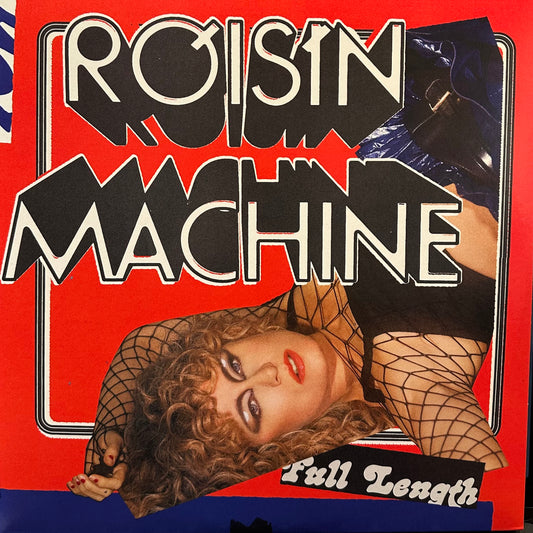 RÓISÍN
MACHINE
Full Length